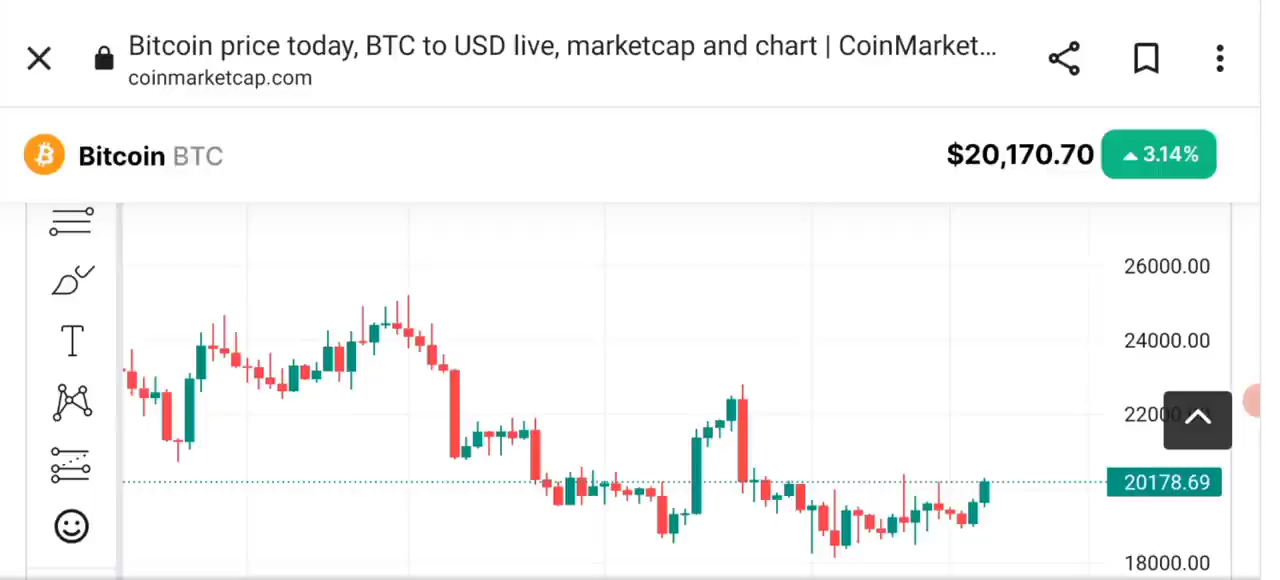 Bitcoin price today, BTC to USD live, marketcap and chart | CoinMarket...
coinmarketcap.com
Bitcoin BTC
$20,170.70 ▲ 3.14%
T
26000.00
24000.00
22000
20178.69
18000.00